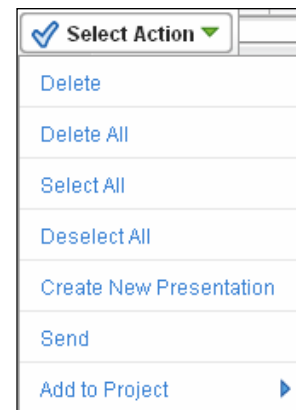 Select Action
Delete
Delete All
Select All
Deselect All
Create New Presentation
Send
Add to Project